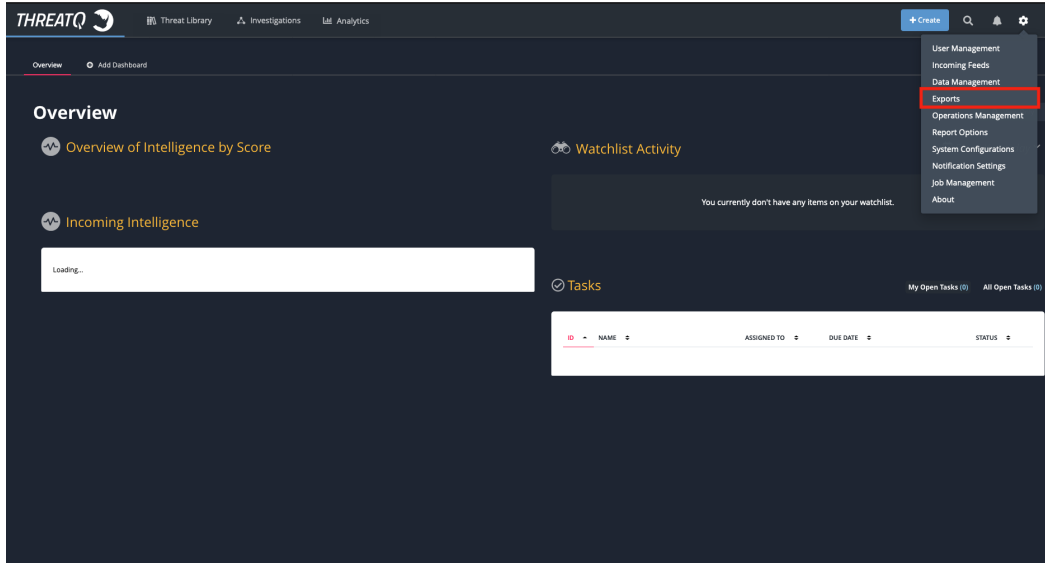 THREATQ
Threat Library
Investigations
Analytics
+ Create
User Management
Incoming Feeds
Data Management
Exports
Operations Management
Report Options
System Configurations
Notification Settings
Job Management
About
Overview
Add Dashboard
Overview
Overview of Intelligence by Score
Incoming Intelligence
Loading...
Watchlist Activity
You currently don't have any items on your watchlist.
Tasks
My Open Tasks (0) All Open Tasks (0)
ID NAME ASSIGNED TO DUE DATE STATUS